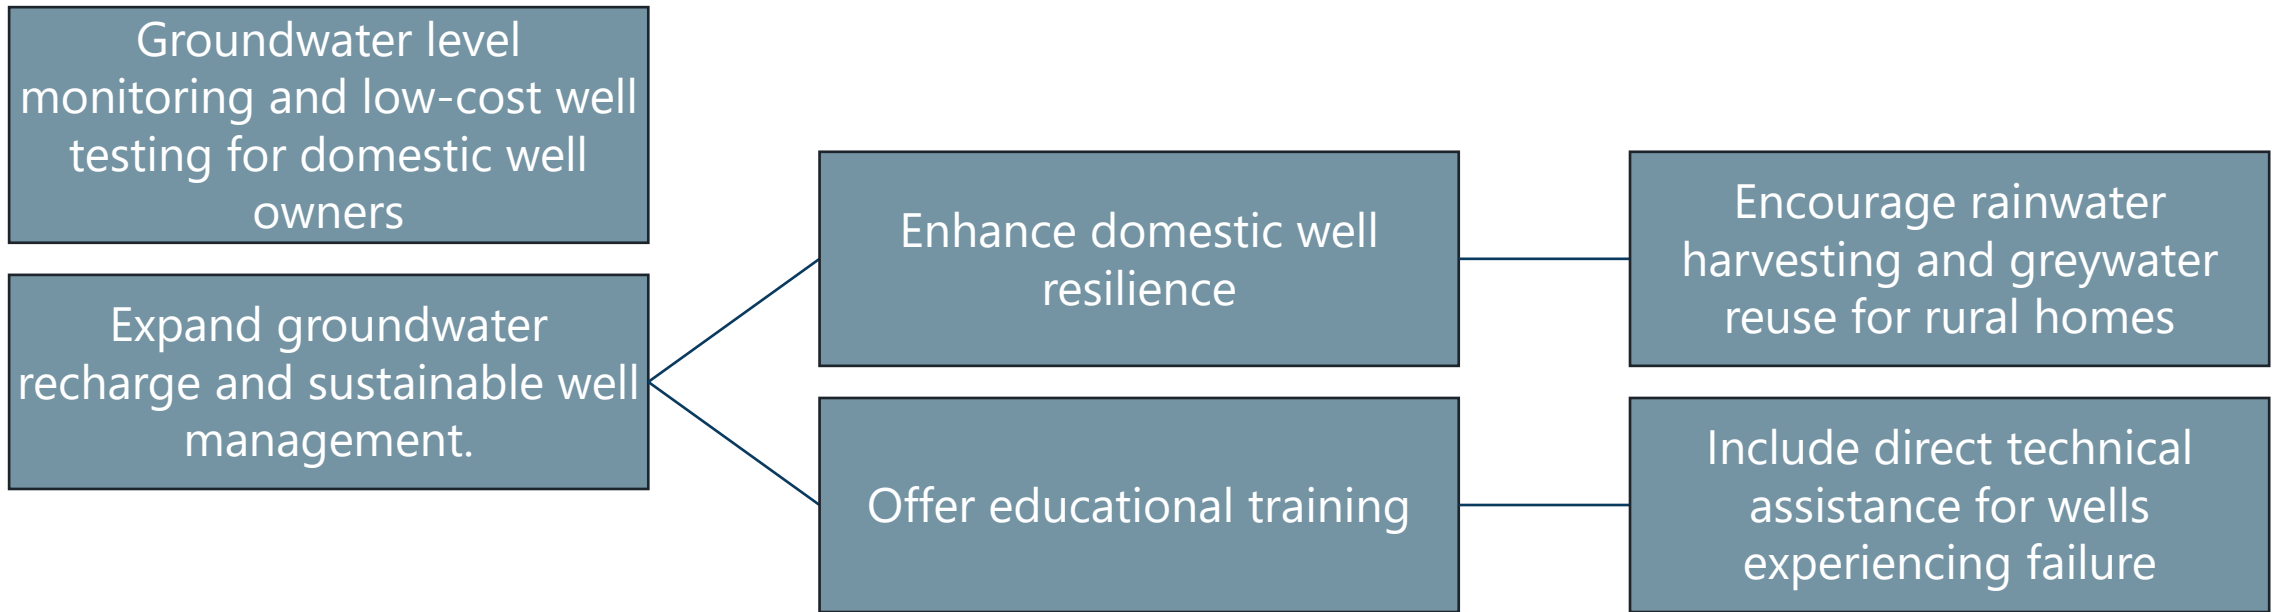 Groundwater level
monitoring and low-cost well
testing for domestic well
owners
Expand groundwater
recharge and sustainable well
management.
Enhance domestic well
resilience
Offer educational training
Encourage rainwater
harvesting and greywater
reuse for rural homes
Include direct technical
assistance for wells
experiencing failure